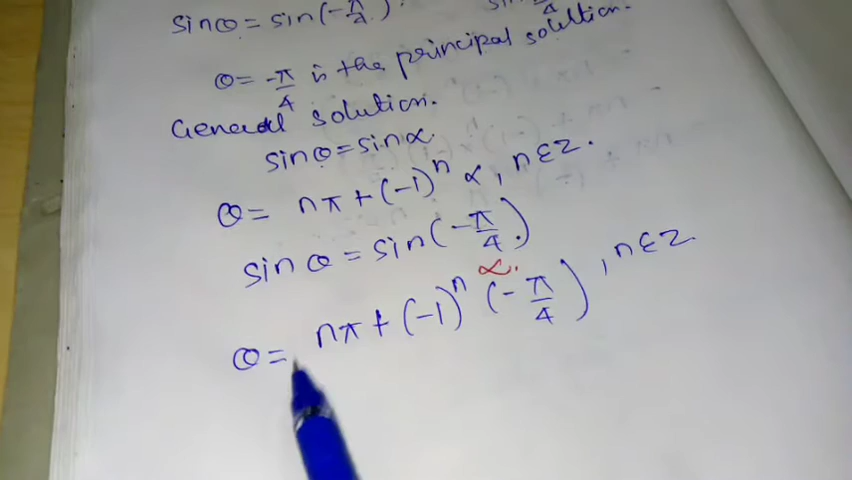 sinθ = sin(-π/4).
θ = -π/4 is the principal solution.
General solution.
sinθ = sinα.
θ = nπ + (-1)^n α, n∈Z.
sinθ = sin(-π/4).
α.
θ = nπ + (-1)^n (-π/4), n∈Z